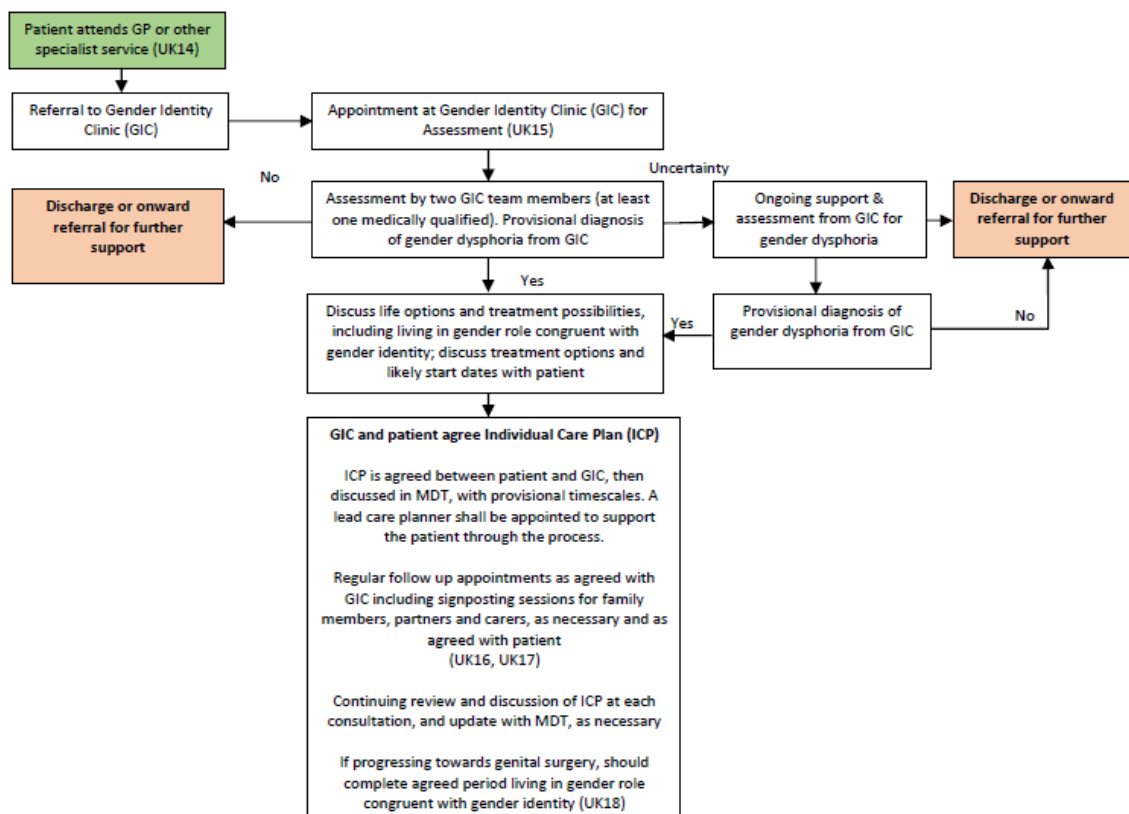 Patient attends GP or other
specialist service (UK14)
Referral to Gender Identity
Clinic (GIC)
Appointment at Gender Identity Clinic (GIC) for
Assessment (UK15)
No
Uncertainty
Discharge or onward
referral for further
support
Assessment by two GIC team members (at least
one medically qualified). Provisional diagnosis
of gender dysphoria from GIC
Ongoing support &
assessment from GIC for
gender dysphoria
Discharge or onward
referral for further
support
Yes
Discuss life options and treatment possibilities,
including living in gender role congruent with
gender identity; discuss treatment options and
likely start dates with patient
Yes
Provisional diagnosis of
gender dysphoria from GIC
No
GIC and patient agree Individual Care Plan (ICP)
ICP is agreed between patient and GIC, then
discussed in MDT, with provisional timescales. A
lead care planner shall be appointed to support
the patient through the process.
Regular follow up appointments as agreed with
GIC including signposting sessions for family
members, partners and carers, as necessary and as
agreed with patient
(UK16, UK17)
Continuing review and discussion of ICP at each
consultation, and update with MDT, as necessary
If progressing towards genital surgery, should
complete agreed period living in gender role
congruent with gender identity (UK18)